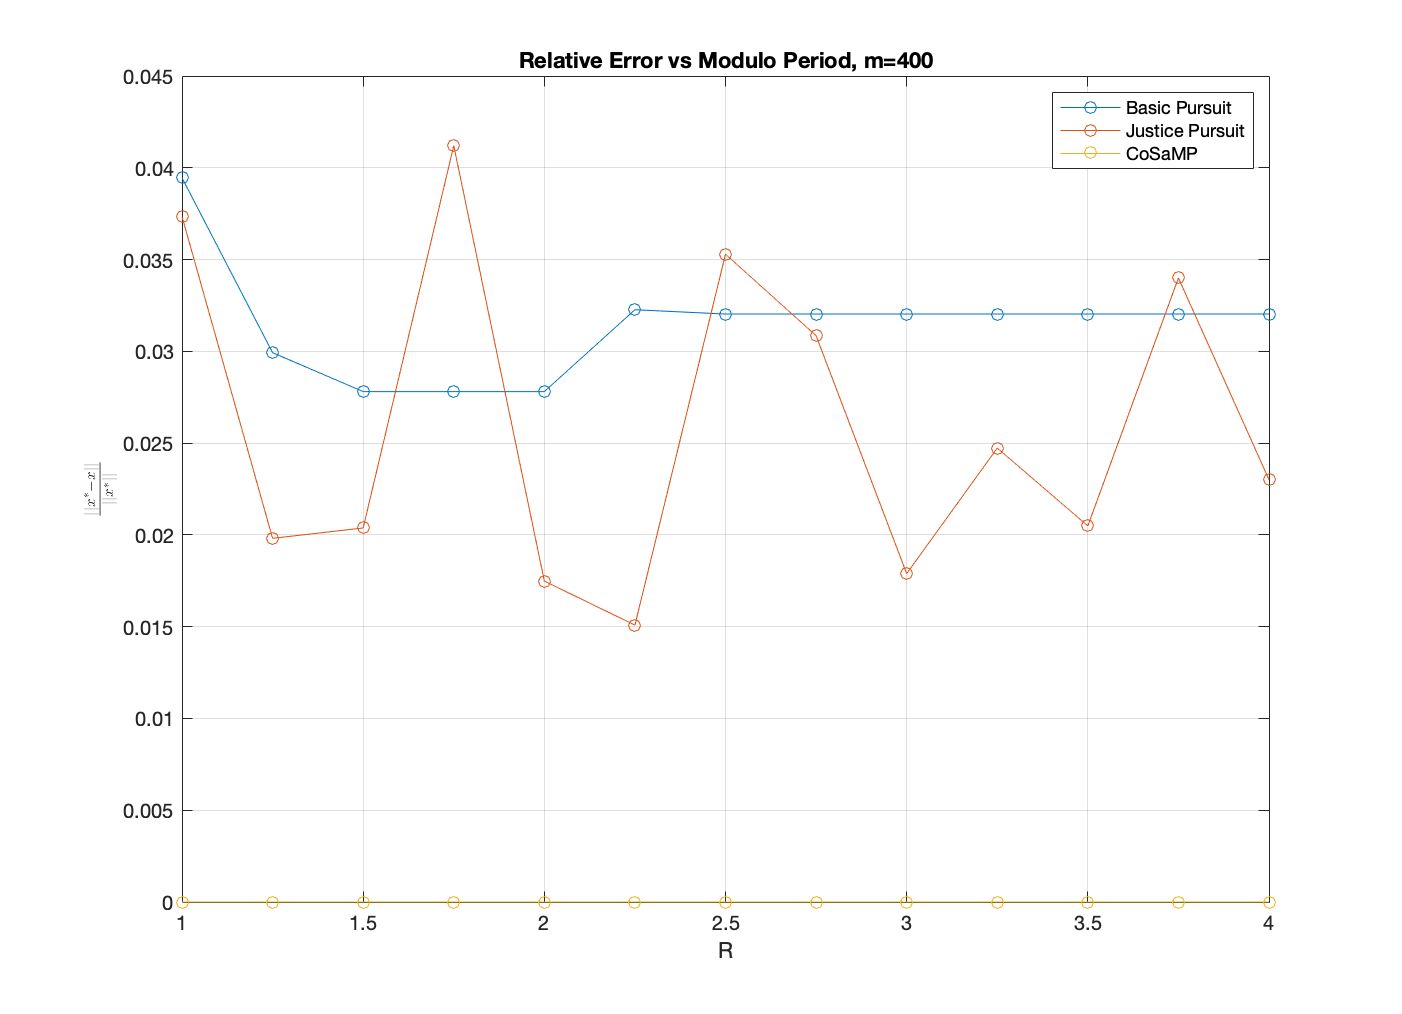 Relative Error vs Modulo Period, m=400
0.045
0.04
0.035
0.03
0.025
0.02
0.015
0.01
0.005
0
||x*−x||
||x*||
Basic Pursuit
Justice Pursuit
CoSaMP
1
1.5
2
2.5
3
3.5
4
R